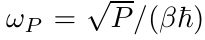 ω_P = √P/(βħ)